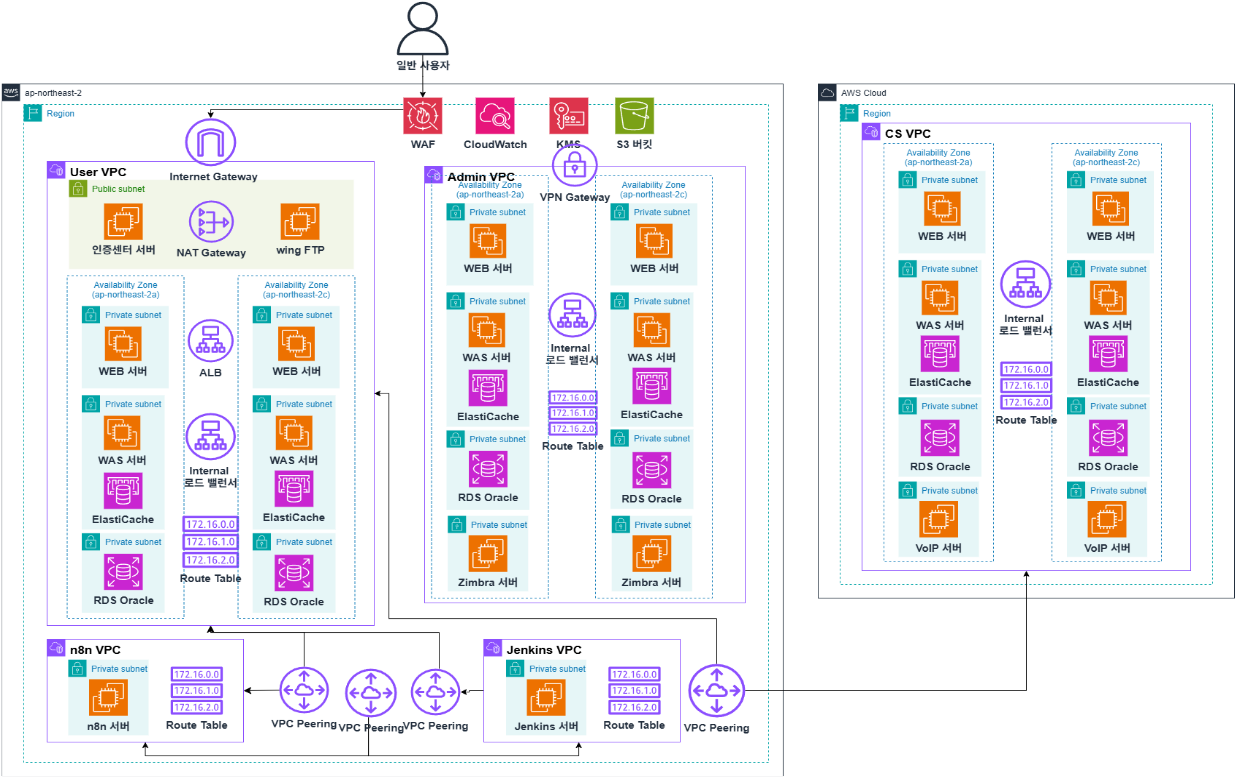 일반 사용자
aws
ap-northeast-2
Region
WAF
CloudWatch
KMS
S3 버킷
Internet Gateway
User VPC
Public subnet
인증센터 서버
NAT Gateway
wing FTP
Availability Zone
(ap-northeast-2a)
Private subnet
WEB 서버
Private subnet
WAS 서버
ElastiCache
Private subnet
RDS Oracle
ALB
Internal
로드 밸런서
172.16.0.0
172.16.1.0
172.16.2.0
Route Table
Availability Zone
(ap-northeast-2c)
Private subnet
WEB 서버
Private subnet
WAS 서버
ElastiCache
Private subnet
RDS Oracle
Admin VPC
VPN Gateway
Availability Zone
(ap-northeast-2a)
Private subnet
WEB 서버
Private subnet
WAS 서버
ElastiCache
Private subnet
RDS Oracle
Private subnet
Zimbra 서버
Internal
로드 밸런서
172.16.0.0
172.16.1.0
172.16.2.0
Route Table
Availability Zone
(ap-northeast-2c)
Private subnet
WEB 서버
Private subnet
WAS 서버
ElastiCache
Private subnet
RDS Oracle
Private subnet
Zimbra 서버
n8n VPC
Private subnet
n8n 서버
172.16.0.0
172.16.1.0
172.16.2.0
Route Table
VPC Peering
VPC Peering
VPC Peering
Jenkins VPC
Private subnet
Jenkins 서버
172.16.0.0
172.16.1.0
172.16.2.0
Route Table
VPC Peering
AWS Cloud
Region
CS VPC
Availability Zone
(ap-northeast-2a)
Private subnet
WEB 서버
Private subnet
WAS 서버
ElastiCache
Private subnet
RDS Oracle
Private subnet
VoIP 서버
Internal
로드 밸런서
172.16.0.0
172.16.1.0
172.16.2.0
Route Table
Availability Zone
(ap-northeast-2c)
Private subnet
WEB 서버
Private subnet
WAS 서버
ElastiCache
Private subnet
RDS Oracle
Private subnet
VoIP 서버